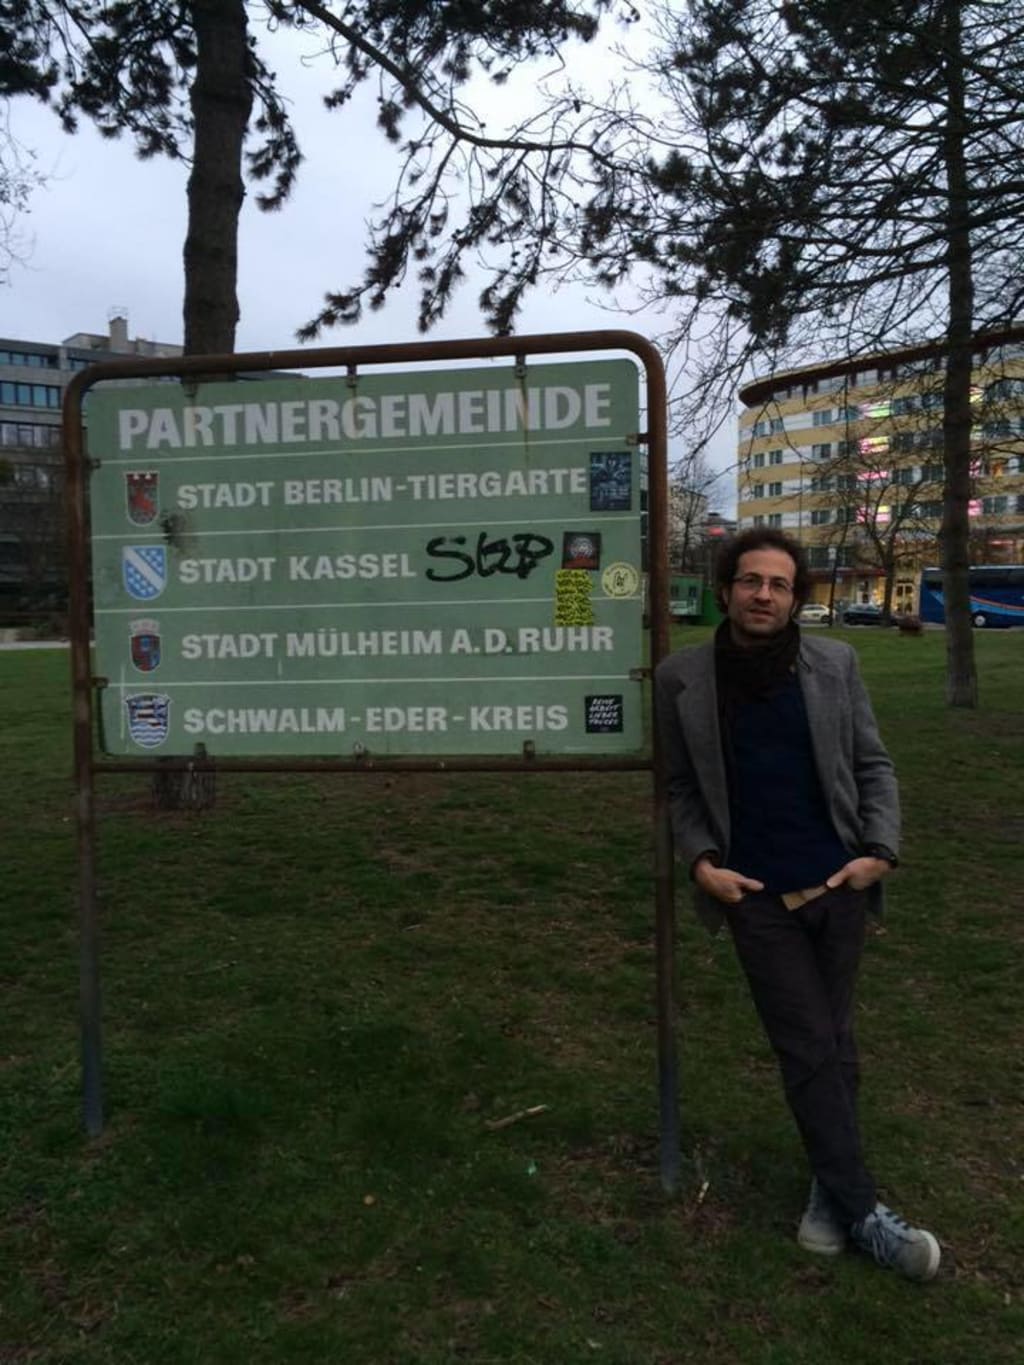 PARTNERGEMEINDE
STADT BERLIN-TIERGARTE
STADT KASSEL
STADT MÜLHEIM A.D.RUHR
SCHWALM-EDER-KREIS